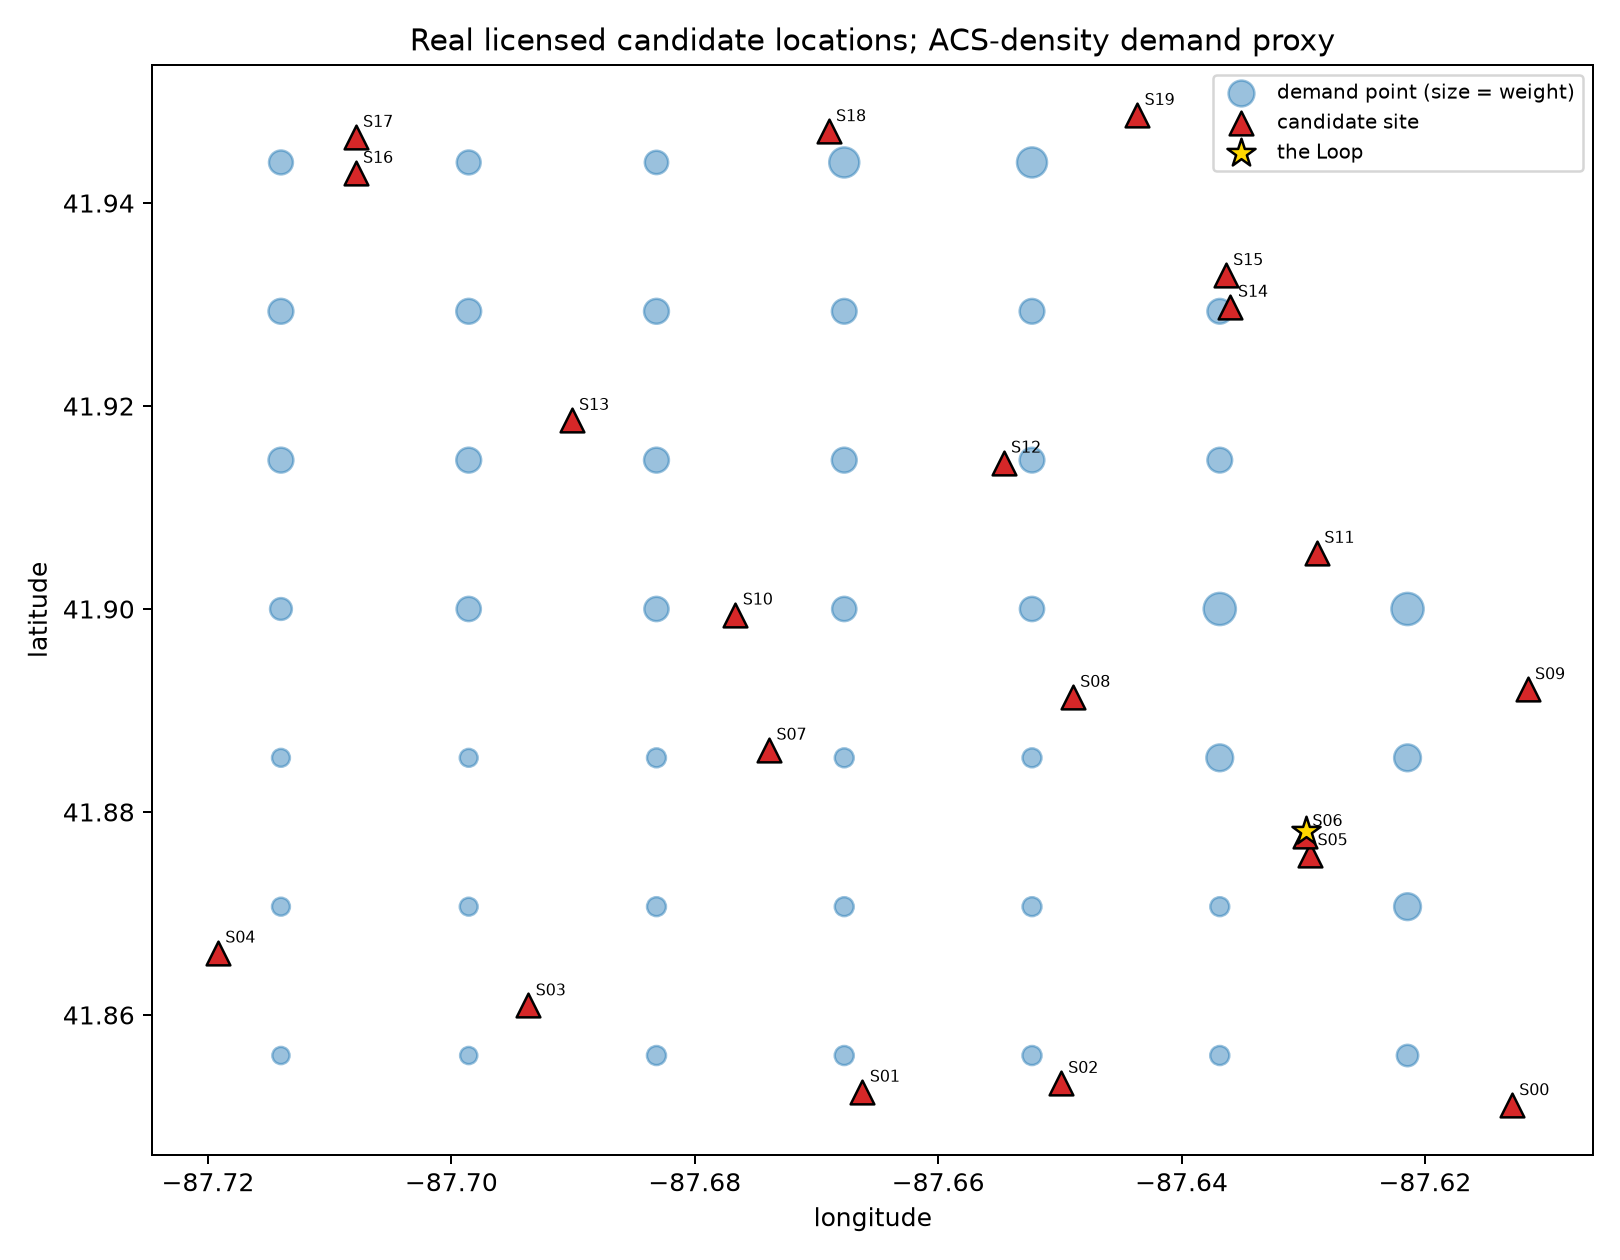 Real licensed candidate locations; ACS-density demand proxy
demand point (size = weight)
candidate site
the Loop
S19
S17
S18
S16
41.94
S15
S14
41.92
S13
S12
S11
latitude
41.90
S10
S08
S09
S07
41.88
S06
S05
S04
S03
41.86
S02
S01
S00
−87.72
−87.70
−87.68
−87.66
−87.64
−87.62
longitude